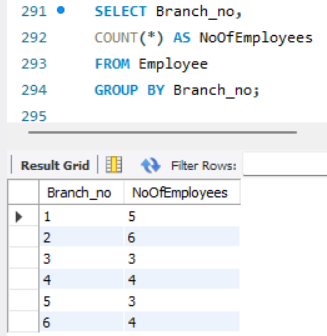 291 SELECT Branch_no,
292 COUNT(*) AS NoOfEmployees
293 FROM Employee
294 GROUP BY Branch_no;
295
Result Grid Filter Rows:
Branch_no NoOfEmployees
1 5
2 6
3 3
4 4
5 3
6 4